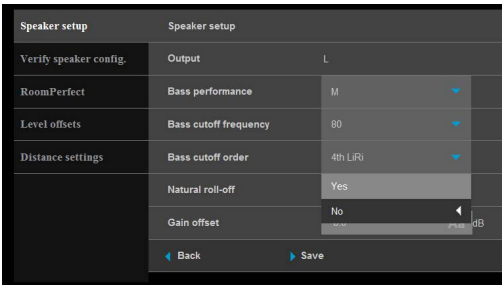 Speaker setup
Speaker setup
Verify speaker config.
Output L
RoomPerfect
Bass performance M
Level offsets
Bass cutoff frequency 80
Distance settings
Bass cutoff order 4th LiRi
Natural roll-off Yes
No
Gain offset dB
Back Save